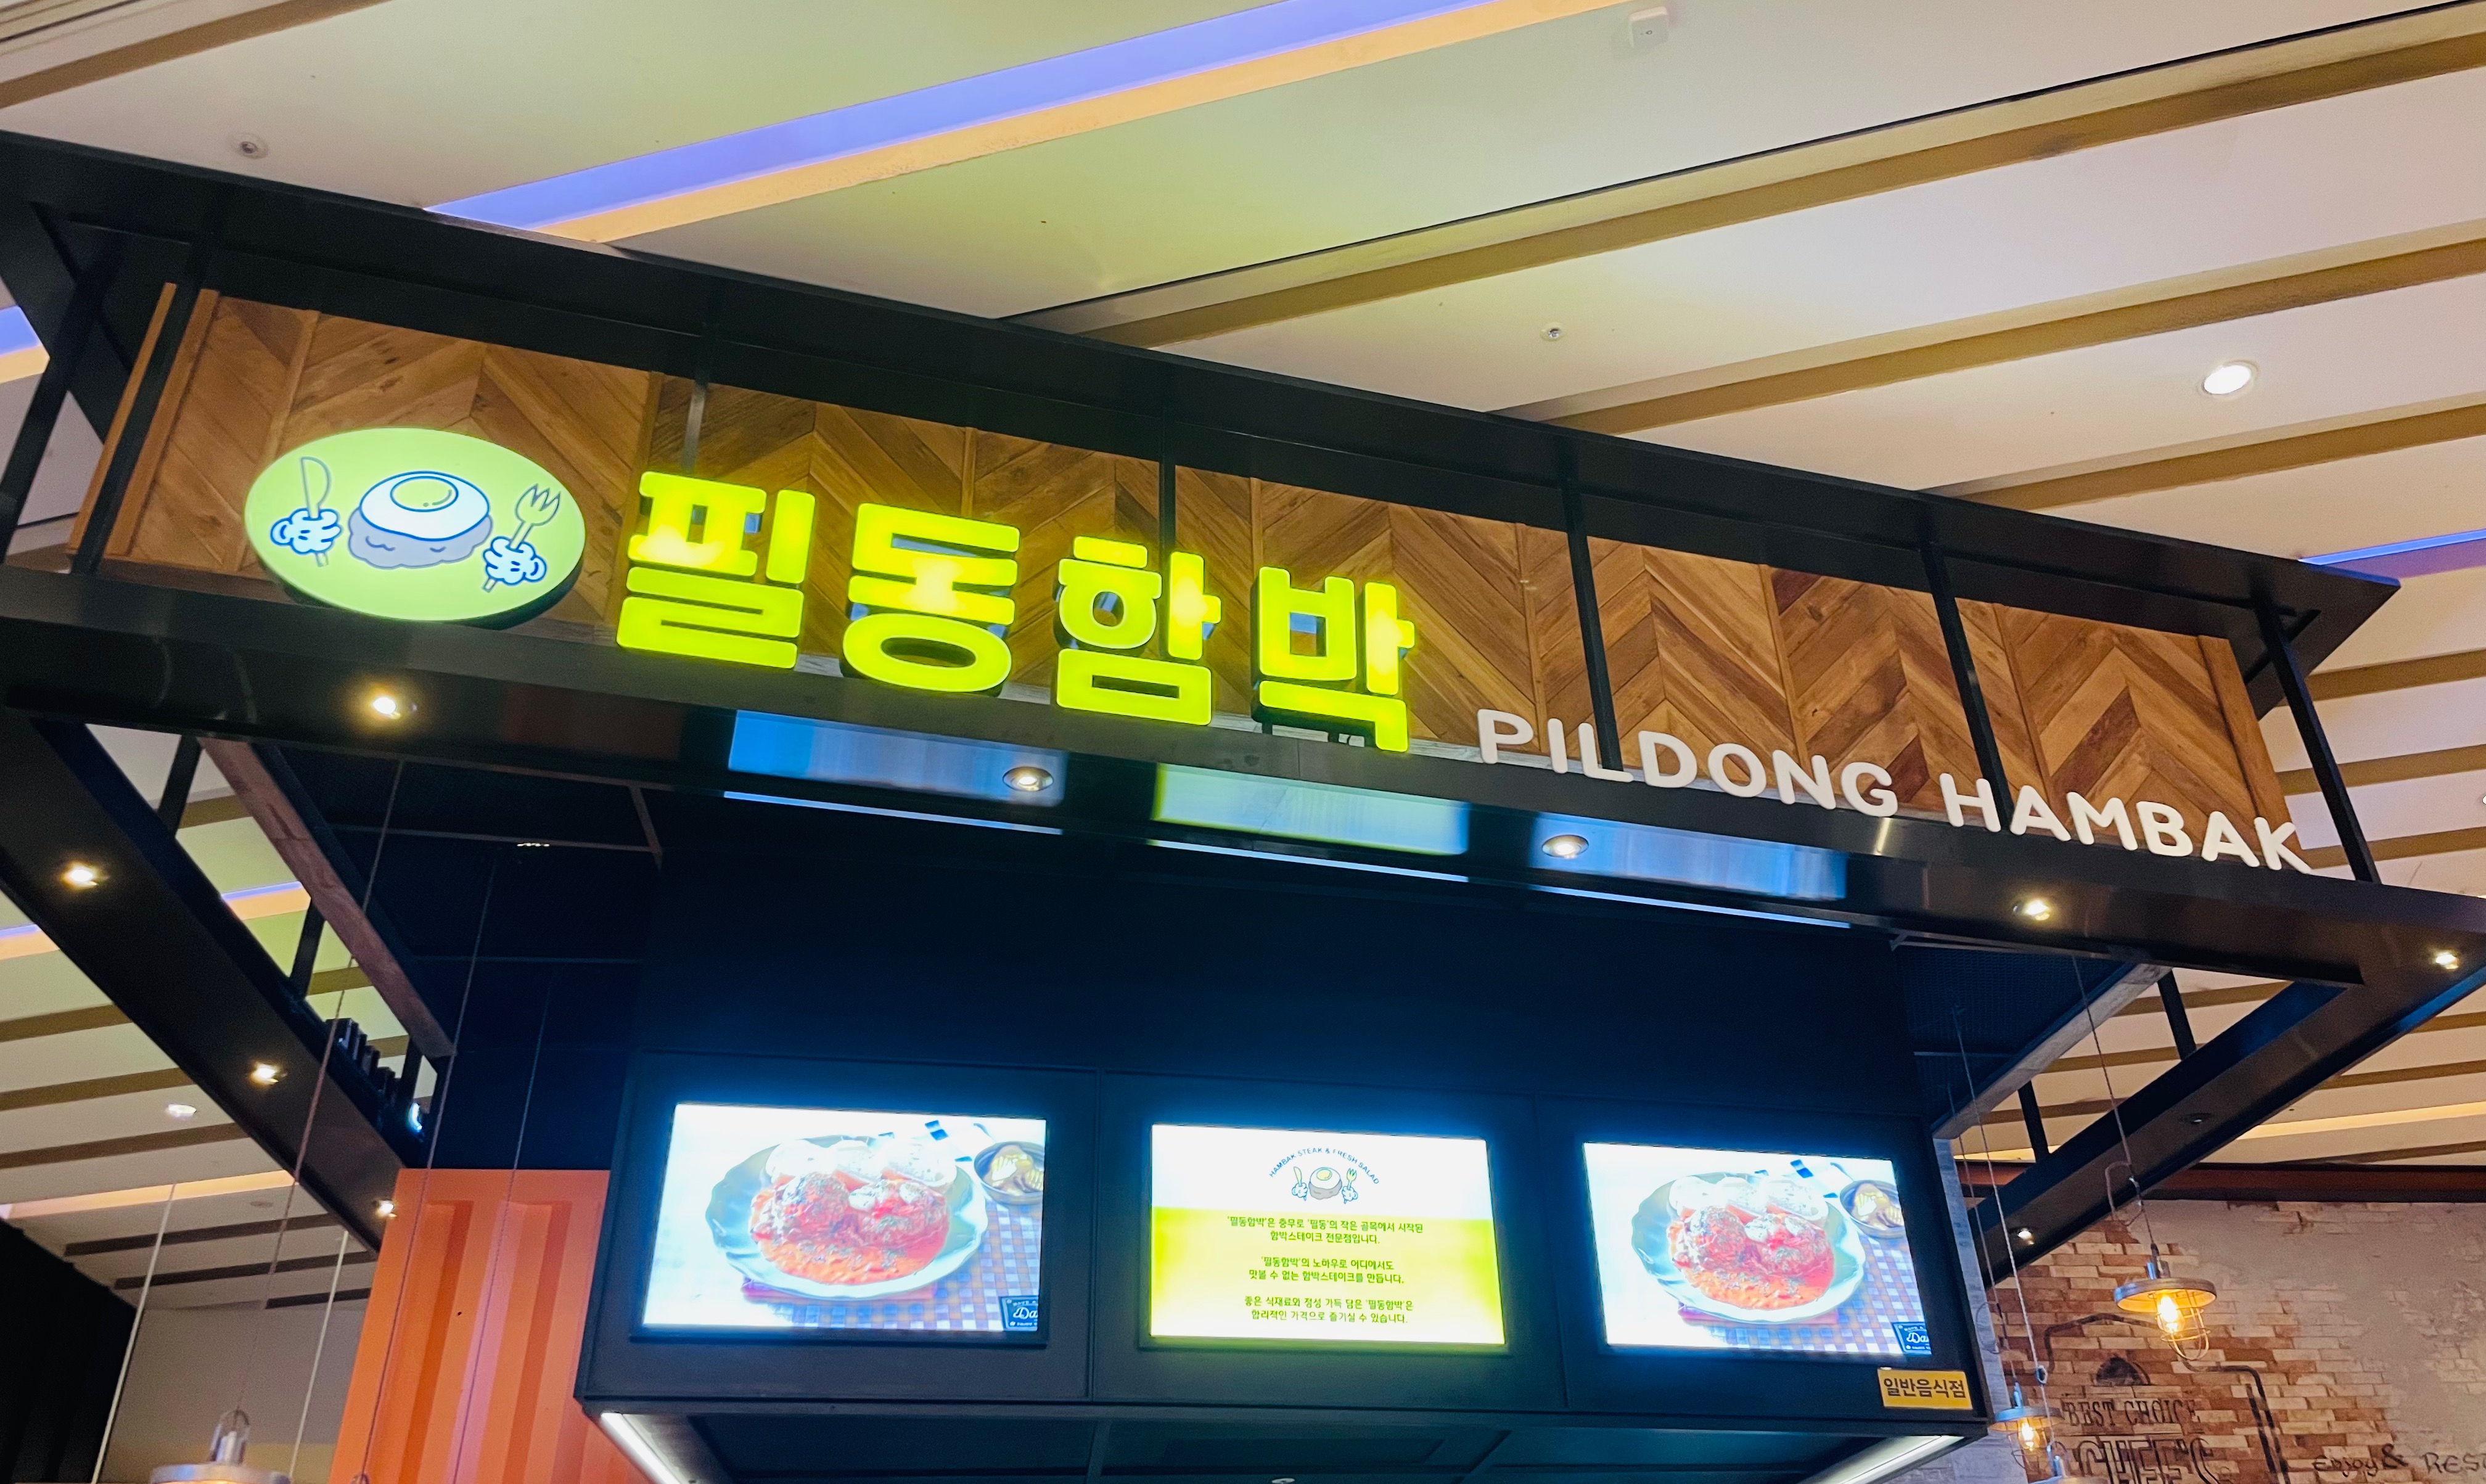 필동함박
PILDONG HAMBAK
HAMBAK STEAK & FRESH SALAD
'필동함박'은 충무로 '필동'의 작은 골목에서 시작된
함박스테이크 전문점입니다.
'필동함박'의 노하우로 어디에서도
맛볼 수 없는 함박스테이크를 만듭니다.
좋은 식재료와 정성 가득 담은 '필동함박'은
합리적인 가격으로 즐기실 수 있습니다.
Da
Da
일반음식점
BEST CHOICE
CHEF'S
Enjoy & RES